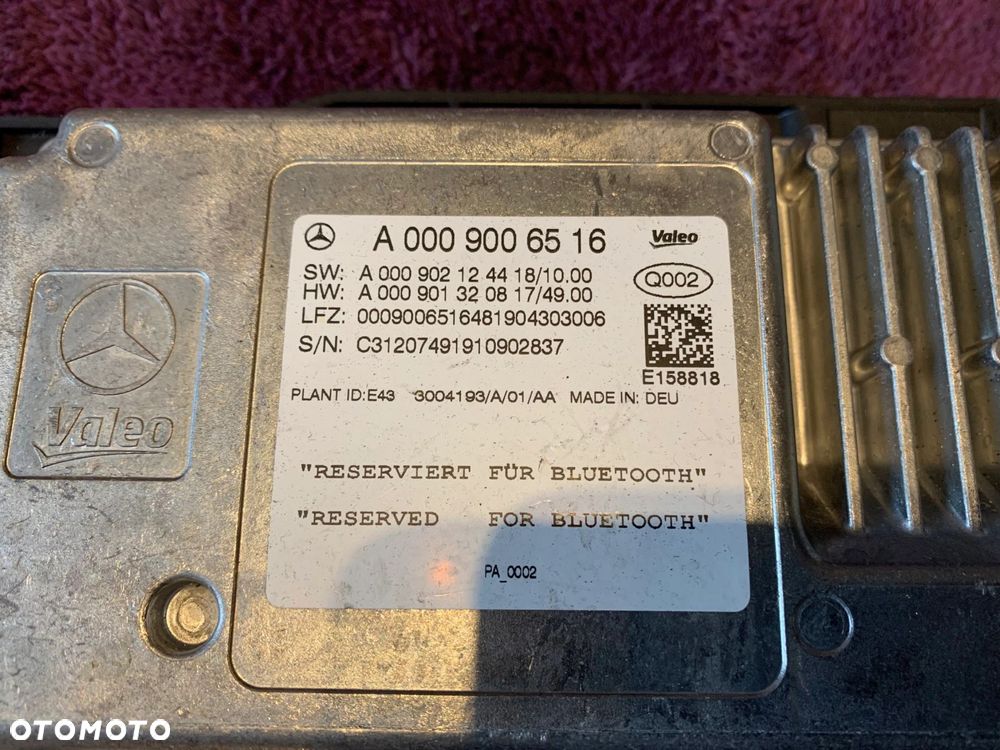 A 000 900 65 16
Valeo
SW: A 000 902 12 44 18/10.00
HW: A 000 901 32 08 17/49.00
Q002
LFZ: 0009006516481904303006
S/N: C31207491910902837
E158818
PLANT ID:E43 3004193/A/01/AA MADE IN: DEU
Valeo
"RESERVIERT FÜR BLUETOOTH"
"RESERVED FOR BLUETOOTH"
PA_0002
OTOMOTO